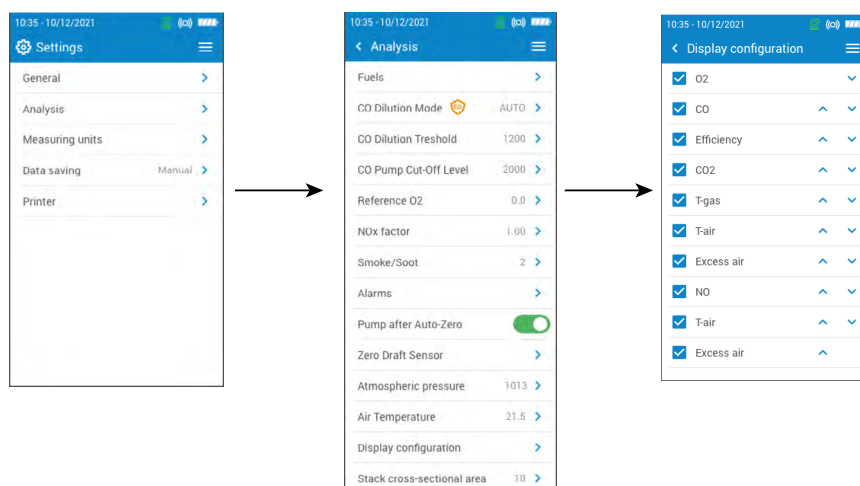 10:35 - 10/12/2021
Settings
General
Analysis
Measuring units
Data saving Manual
Printer
10:35 - 10/12/2021
Analysis
Fuels
CO Dilution Mode CO AUTO
CO Dilution Treshold 1200
CO Pump Cut-Off Level 2000
Reference O2 0.0
NOx factor 1.00
Smoke/Soot 2
Alarms
Pump after Auto-Zero
Zero Draft Sensor
Atmospheric pressure 1013
Air Temperature 21.5
Display configuration
Stack cross-sectional area 10
10:35 - 10/12/2021
Display configuration
O2
CO
Efficiency
CO2
T-gas
T-air
Excess air
NO
T-air
Excess air